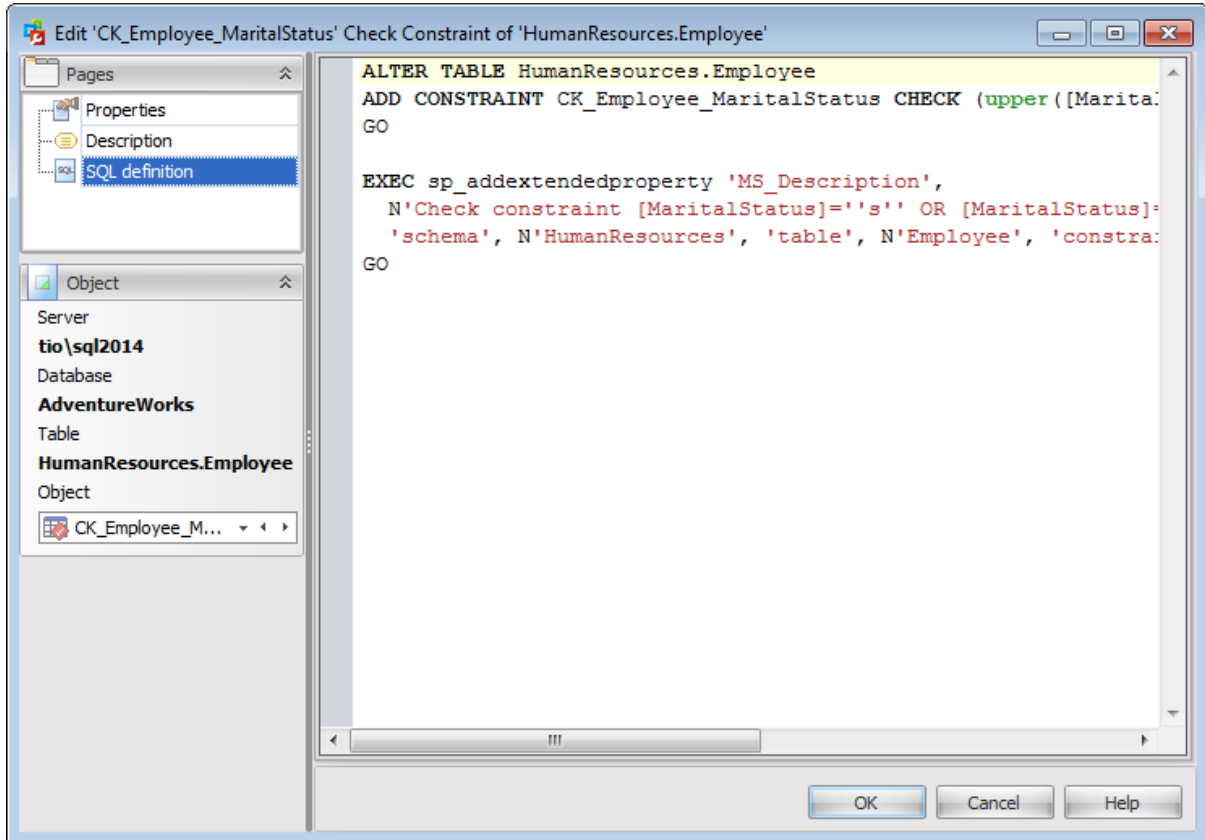 Edit 'CK_Employee_MaritalStatus' Check Constraint of 'HumanResources.Employee'
Pages
Properties
Description
SQL definition
Object
Server
tio\sql2014
Database
AdventureWorks
Table
HumanResources.Employee
Object
CK_Employee_M...
ALTER TABLE HumanResources.Employee
ADD CONSTRAINT CK_Employee_MaritalStatus CHECK (upper([Marital
GO
EXEC sp_addextendedproperty 'MS_Description',
N'Check constraint [MaritalStatus]=''s'' OR [MaritalStatus]=
'schema', N'HumanResources', 'table', N'Employee', 'constrai
GO
OK
Cancel
Help